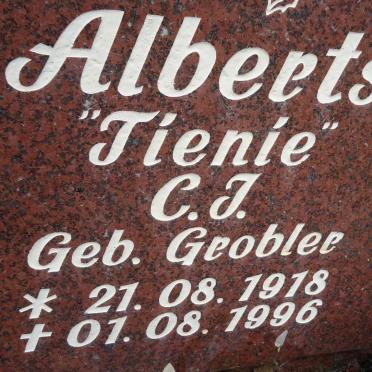 Alberts
"Tienie"
C.J.
Geb. Grobler
* 21. 08. 1918
+ 01. 08. 1996